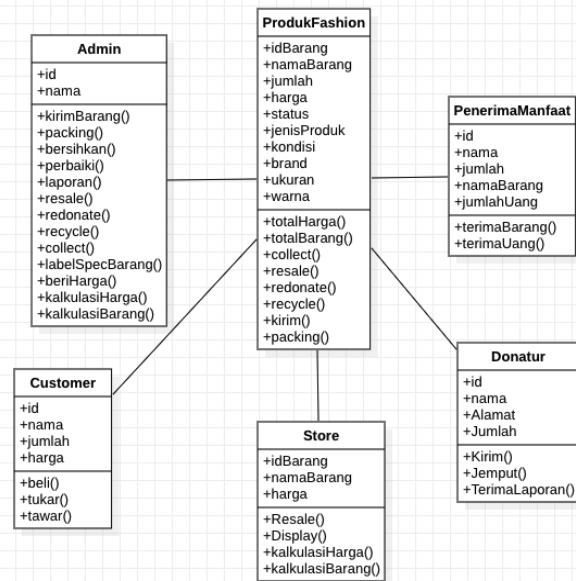 Admin
+id
+nama
+kirimBarang()
+packing()
+bersihkan()
+perbaiki()
+laporan()
+resale()
+redonate()
+recycle()
+collect()
+labelSpecBarang()
+beriHarga()
+kalkulasiHarga()
+kalkulasiBarang()
ProdukFashion
+idBarang
+namaBarang
+jumlah
+harga
+status
+jenisProduk
+kondisi
+brand
+ukuran
+warna
+totalHarga()
+totalBarang()
+collect()
+resale()
+redonate()
+recycle()
+kirim()
+packing()
PenerimaManfaat
+id
+nama
+jumlah
+namaBarang
+jumlahUang
+terimaBarang()
+terimaUang()
Customer
+id
+nama
+jumlah
+harga
+beli()
+tukar()
+tawar()
Store
+idBarang
+namaBarang
+harga
+Resale()
+Display()
+kalkulasiHarga()
+kalkulasiBarang()
Donatur
+id
+nama
+Alamat
+Jumlah
+Kirim()
+Jemput()
+TerimaLaporan()